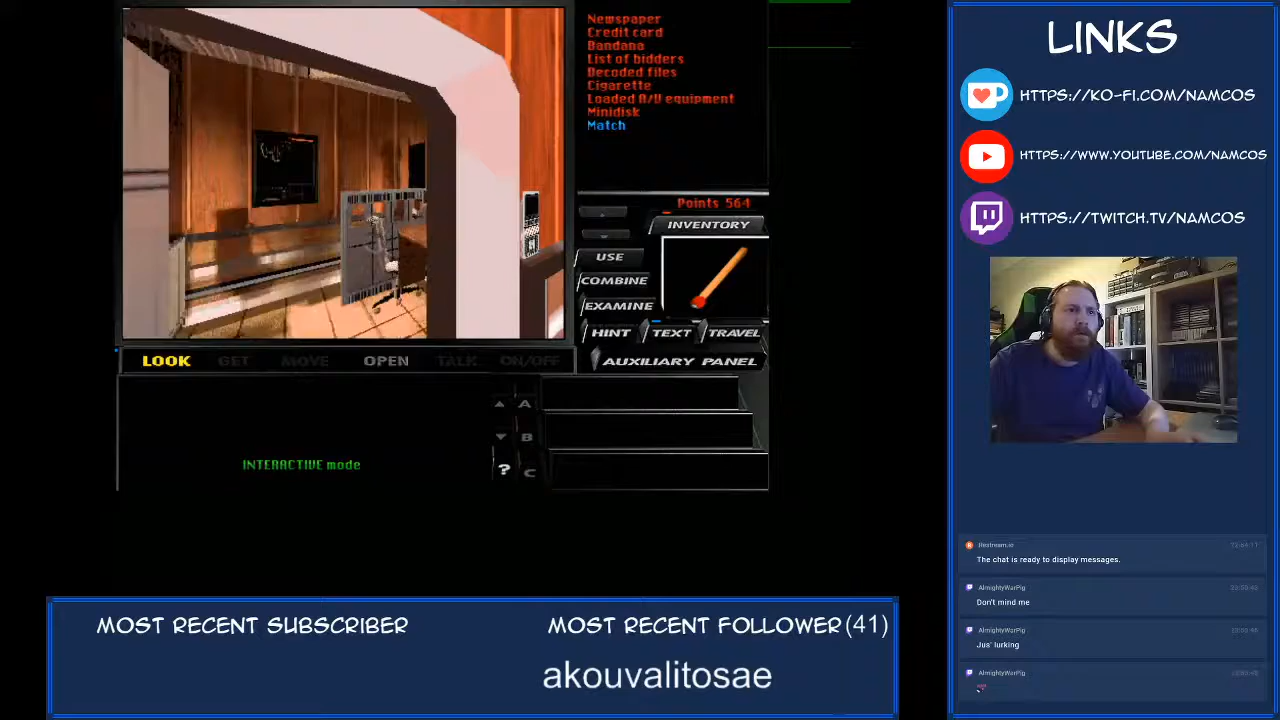 Newspaper
Credit card
Bandana
List of bidders
Decoded files
Cigarette
Loaded A/V equipment
Minidisk
Match
Points 564
INVENTORY
USE
COMBINE
EXAMINE
HINT TEXT TRAVEL
AUXILIARY PANEL
LOOK GET MOVE OPEN TALK ON/OFF
A
B
? C
INTERACTIVE mode
MOST RECENT SUBSCRIBER
MOST RECENT FOLLOWER (41)
akouvalitosae
LINKS
HTTPS://KO-FI.COM/NAMCOS
HTTPS://WWW.YOUTUBE.COM/NAMCOS
HTTPS://TWITCH.TV/NAMCOS
Restream.io
The chat is ready to display messages.
AlmightyWarPig
Don't mind me
AlmightyWarPig
Jus' lurking
AlmightyWarPig